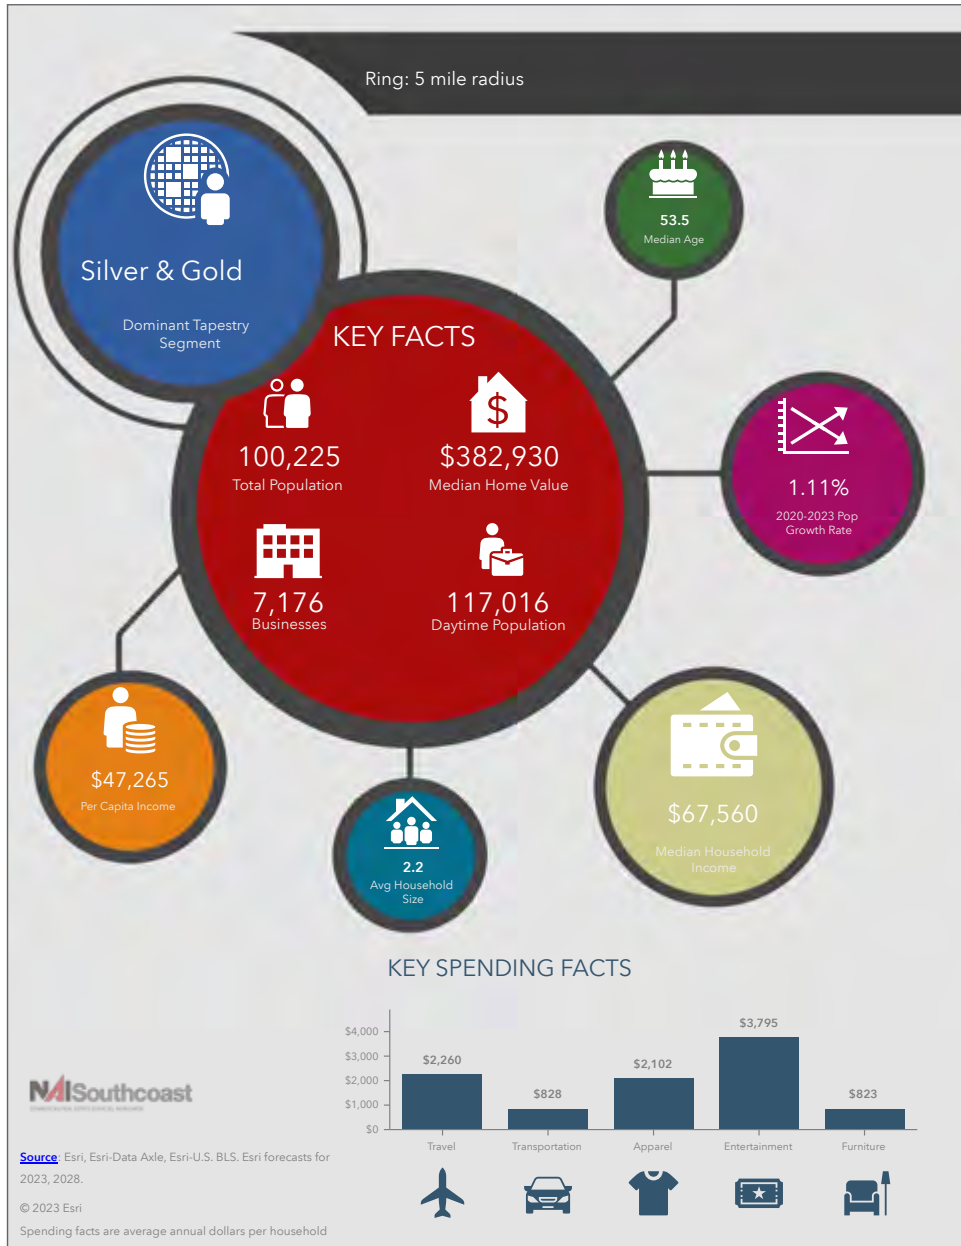 Ring: 5 mile radius
Silver & Gold
Dominant Tapestry
Segment
53.5
Median Age
KEY FACTS
100,225
Total Population
$382,930
Median Home Value
7,176
Businesses
117,016
Daytime Population
1.11%
2020-2023 Pop
Growth Rate
$47,265
Per Capita Income
2.2
Avg Household
Size
$67,560
Median Household
Income
KEY SPENDING FACTS
$4,000
$3,000
$2,000
$1,000
$0
$2,260
$828
$2,102
$3,795
$823
Travel
Transportation
Apparel
Entertainment
Furniture
NAISouthcoast
Source: Esri, Esri-Data Axle, Esri-U.S. BLS. Esri forecasts for
2023, 2028.
© 2023 Esri
Spending facts are average annual dollars per household